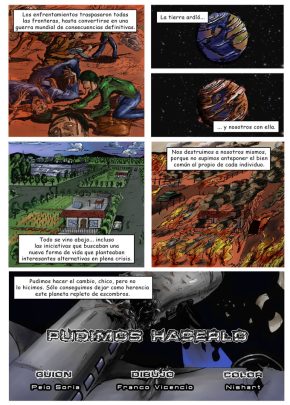 Los enfrentamientos traspasaron todas
las fronteras, hasta convertirse en una
guerra mundial de consecuencias definitivas.
La tierra ardió...
... y nosotros con ella.
Todo se vino abajo... incluso
las iniciativas que buscaban una
nueva forma de vida que planteaban
interesantes alternativas en plena crisis.
Nos destruimos a nosotros mismos,
porque no supimos anteponer el bien
común al propio de cada individuo.
Pudimos hacer el cambio, chico, pero no
lo hicimos. Sólo conseguimos dejar como herencia
este planeta repleto de escombros.
PUDIMOS HACERLO
GUION DIBUJO COLOR
Peio Soria Franco Vicencio Nishart